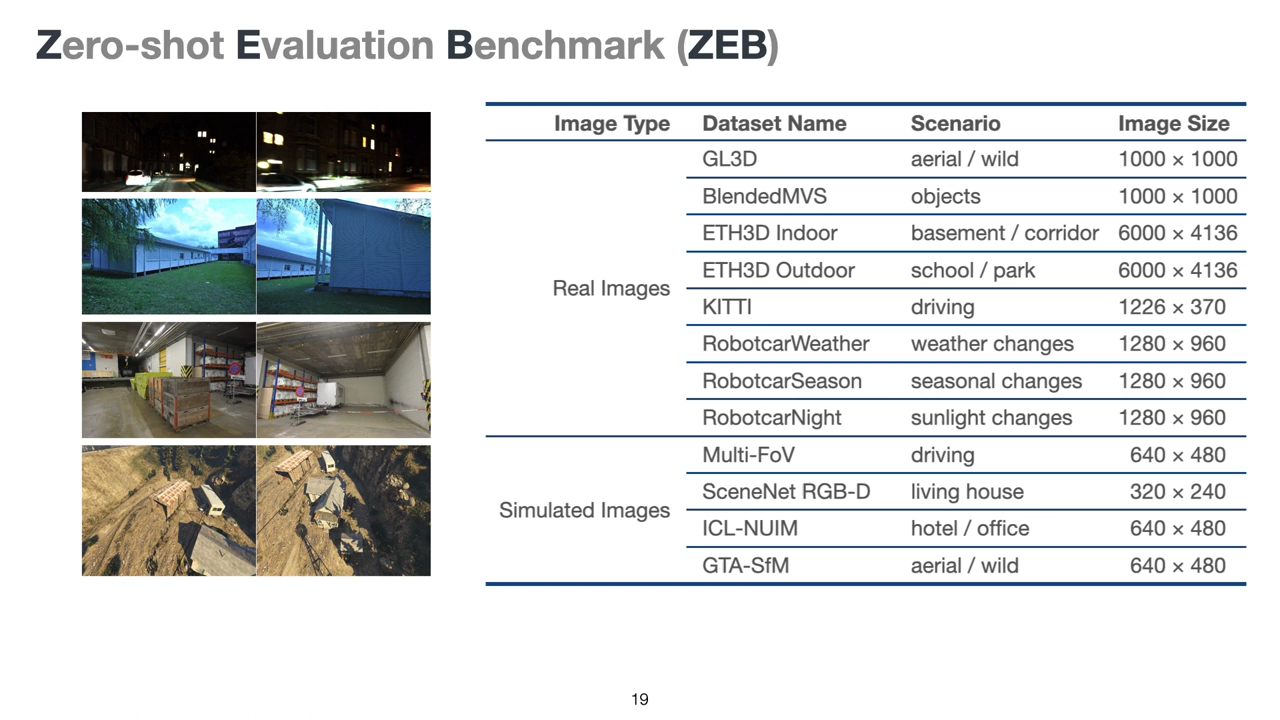 Zero-shot Evaluation Benchmark (ZEB)
Image Type Dataset Name Scenario Image Size
Real Images
GL3D aerial / wild 1000 × 1000
BlendedMVS objects 1000 × 1000
ETH3D Indoor basement / corridor 6000 × 4136
ETH3D Outdoor school / park 6000 × 4136
KITTI driving 1226 × 370
RobotcarWeather weather changes 1280 × 960
RobotcarSeason seasonal changes 1280 × 960
RobotcarNight sunlight changes 1280 × 960
Simulated Images
Multi-FoV driving 640 × 480
SceneNet RGB-D living house 320 × 240
ICL-NUIM hotel / office 640 × 480
GTA-SfM aerial / wild 640 × 480
19